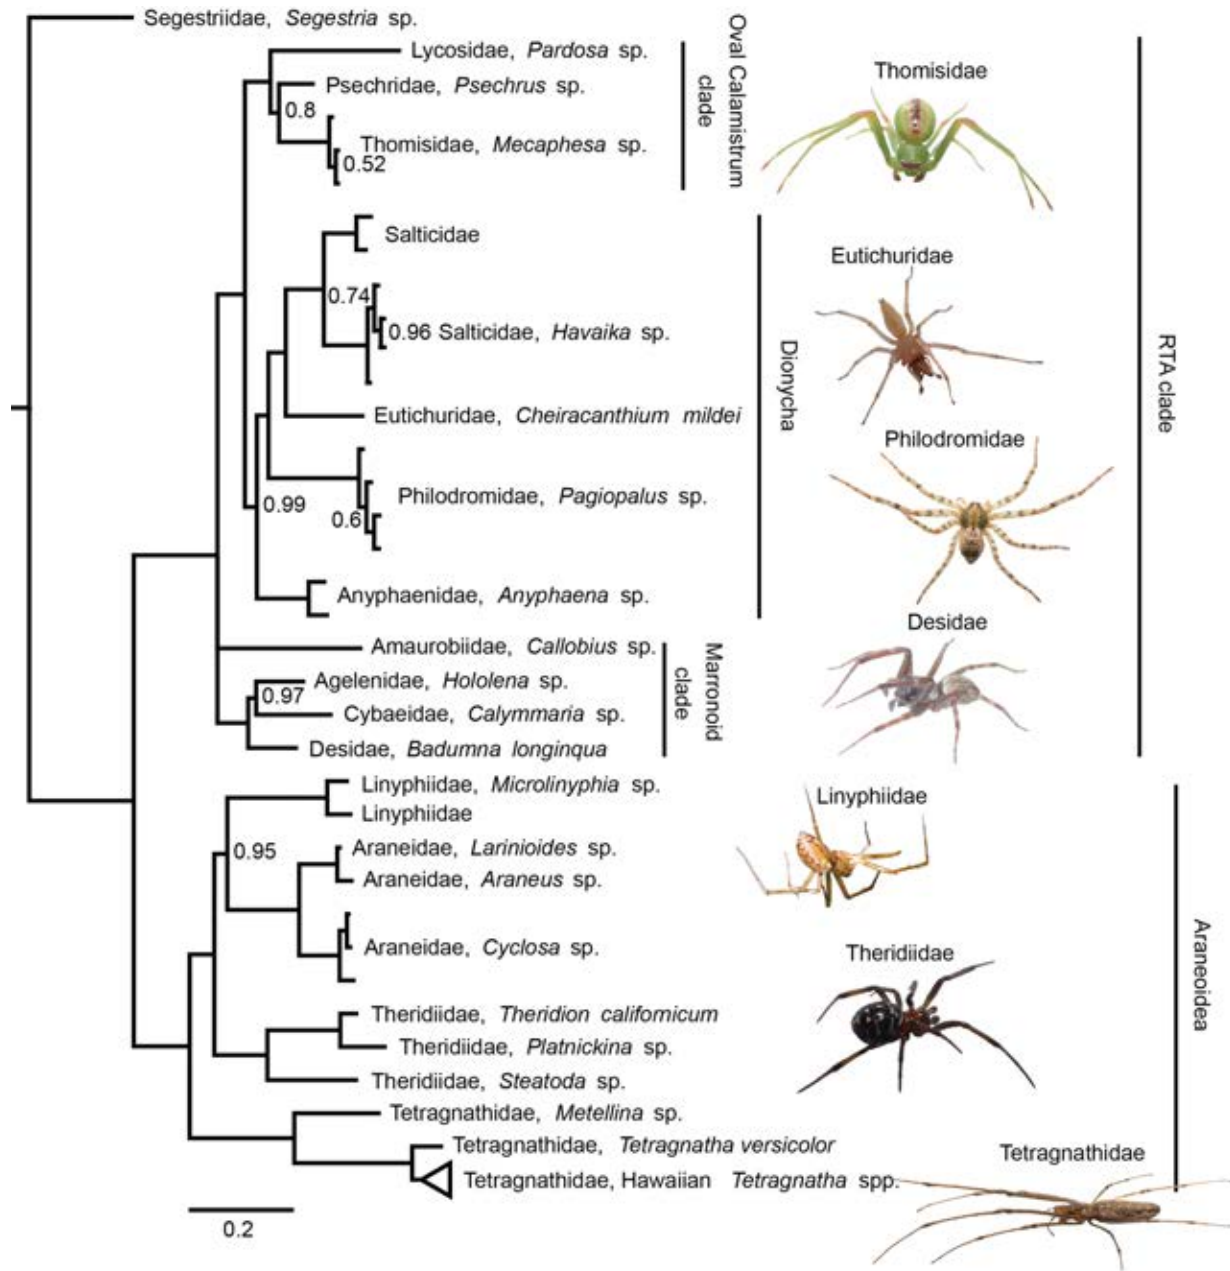 Segestriidae, Segestria sp.
Lycosidae, Pardosa sp.
Psechridae, Psechrus sp.
0.8
Thomisidae, Mecaphesa sp.
0.52
Oval Calamistrum
clade
Thomisidae
Salticidae
0.74
0.96 Salticidae, Havaika sp.
Eutichuridae
Eutichuridae, Cheiracanthium mildei
Dionycha
RTA clade
Philodromidae
Philodromidae, Pagiopalus sp.
0.99
0.6
Anyphaenidae, Anyphaena sp.
Desidae
Amaurobiidae, Callobius sp.
Agelenidae, Hololena sp.
0.97
Cybaeidae, Calymmaria sp.
Desidae, Badumna longinqua
Marronoid
clade
Linyphiidae, Microlinyphia sp.
Linyphiidae
Linyphiidae
0.95
Araneidae, Larinioides sp.
Araneidae, Araneus sp.
Araneidae, Cyclosa sp.
Theridiidae
Araneoidea
Theridiidae, Theridion californicum
Theridiidae, Platnickina sp.
Theridiidae, Steatoda sp.
Tetragnathidae, Metellina sp.
Tetragnathidae, Tetragnatha versicolor
Tetragnathidae
Tetragnathidae, Hawaiian Tetragnatha spp.
0.2